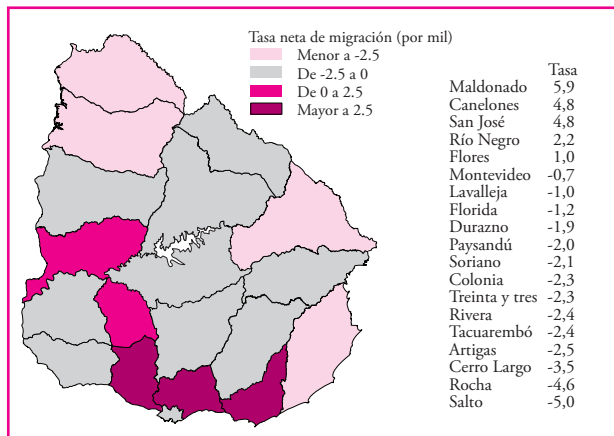 Tasa neta de migración (por mil)
Menor a -2.5
De -2.5 a 0
De 0 a 2.5
Mayor a 2.5
Tasa
Maldonado 5,9
Canelones 4,8
San José 4,8
Río Negro 2,2
Flores 1,0
Montevideo -0,7
Lavalleja -1,0
Florida -1,2
Durazno -1,9
Paysandú -2,0
Soriano -2,1
Colonia -2,3
Treinta y tres -2,3
Rivera -2,4
Tacuarembó -2,4
Artigas -2,5
Cerro Largo -3,5
Rocha -4,6
Salto -5,0